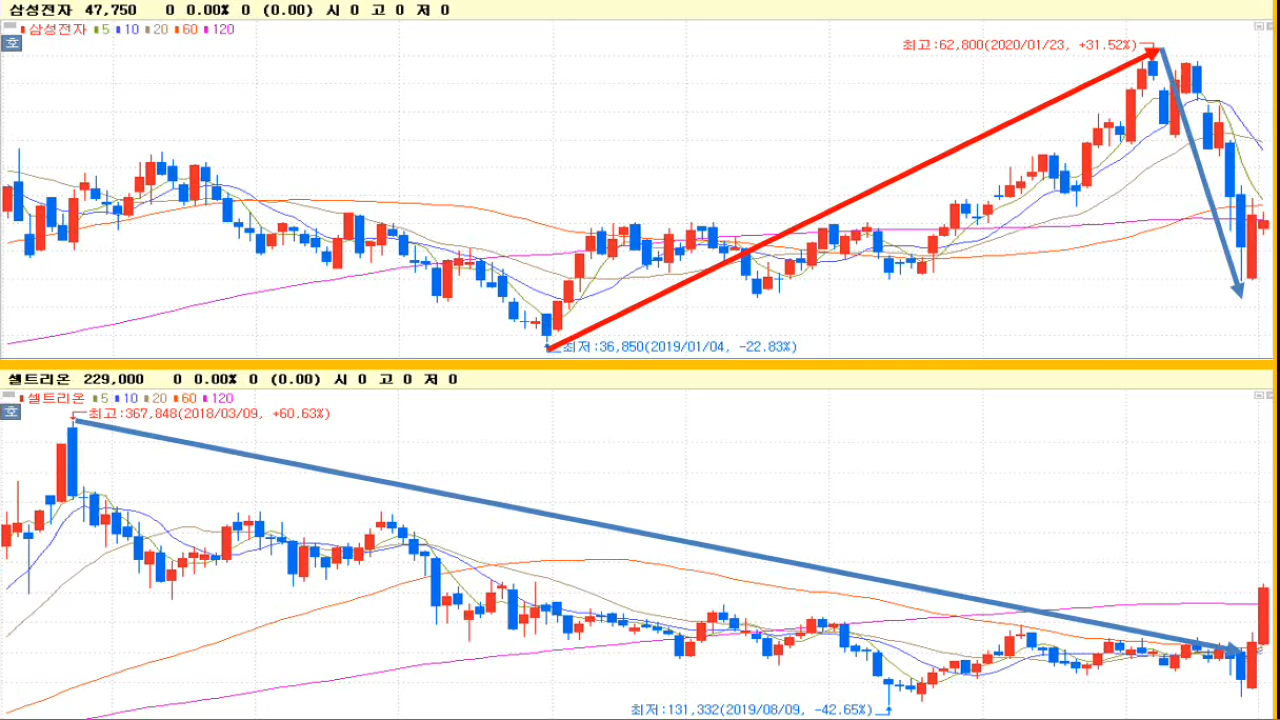 삼성전자 47,750 0 0.00% 0 (0.00) 시 0 고 0 저 0
삼성전자 5 10 20 60 120
호
최고:62,800(2020/01/23, +31.52%)
최저:36,850(2019/01/04, -22.83%)
셀트리온 229,000 0 0.00% 0 (0.00) 시 0 고 0 저 0
셀트리온 5 10 20 60 120
호
최고:367,848(2018/03/09, +60.63%)
최저:131,332(2019/08/09, -42.65%)